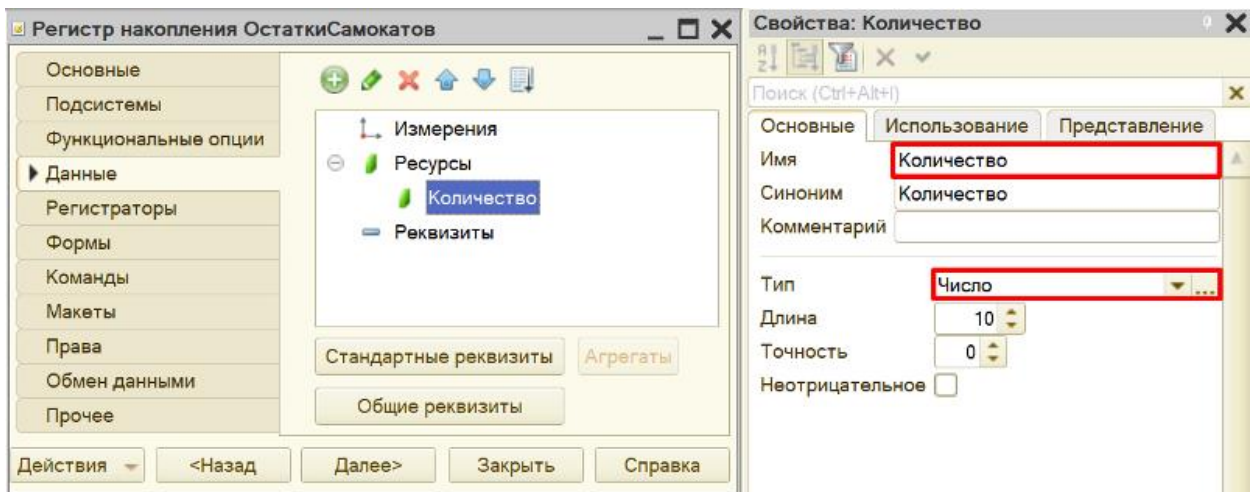 Регистр накопления ОстаткиСамокатов
Основные
Подсистемы
Функциональные опции
Данные
Регистраторы
Формы
Команды
Макеты
Права
Обмен данными
Прочее
Измерения
Ресурсы
Количество
Реквизиты
Стандартные реквизиты
Агрегаты
Общие реквизиты
Действия
<Назад
Далее>
Закрыть
Справка
Свойства: Количество
Поиск (Ctrl+Alt+I)
Основные
Использование
Представление
Имя Количество
Синоним Количество
Комментарий
Тип Число ...
Длина 10
Точность 0
Неотрицательное